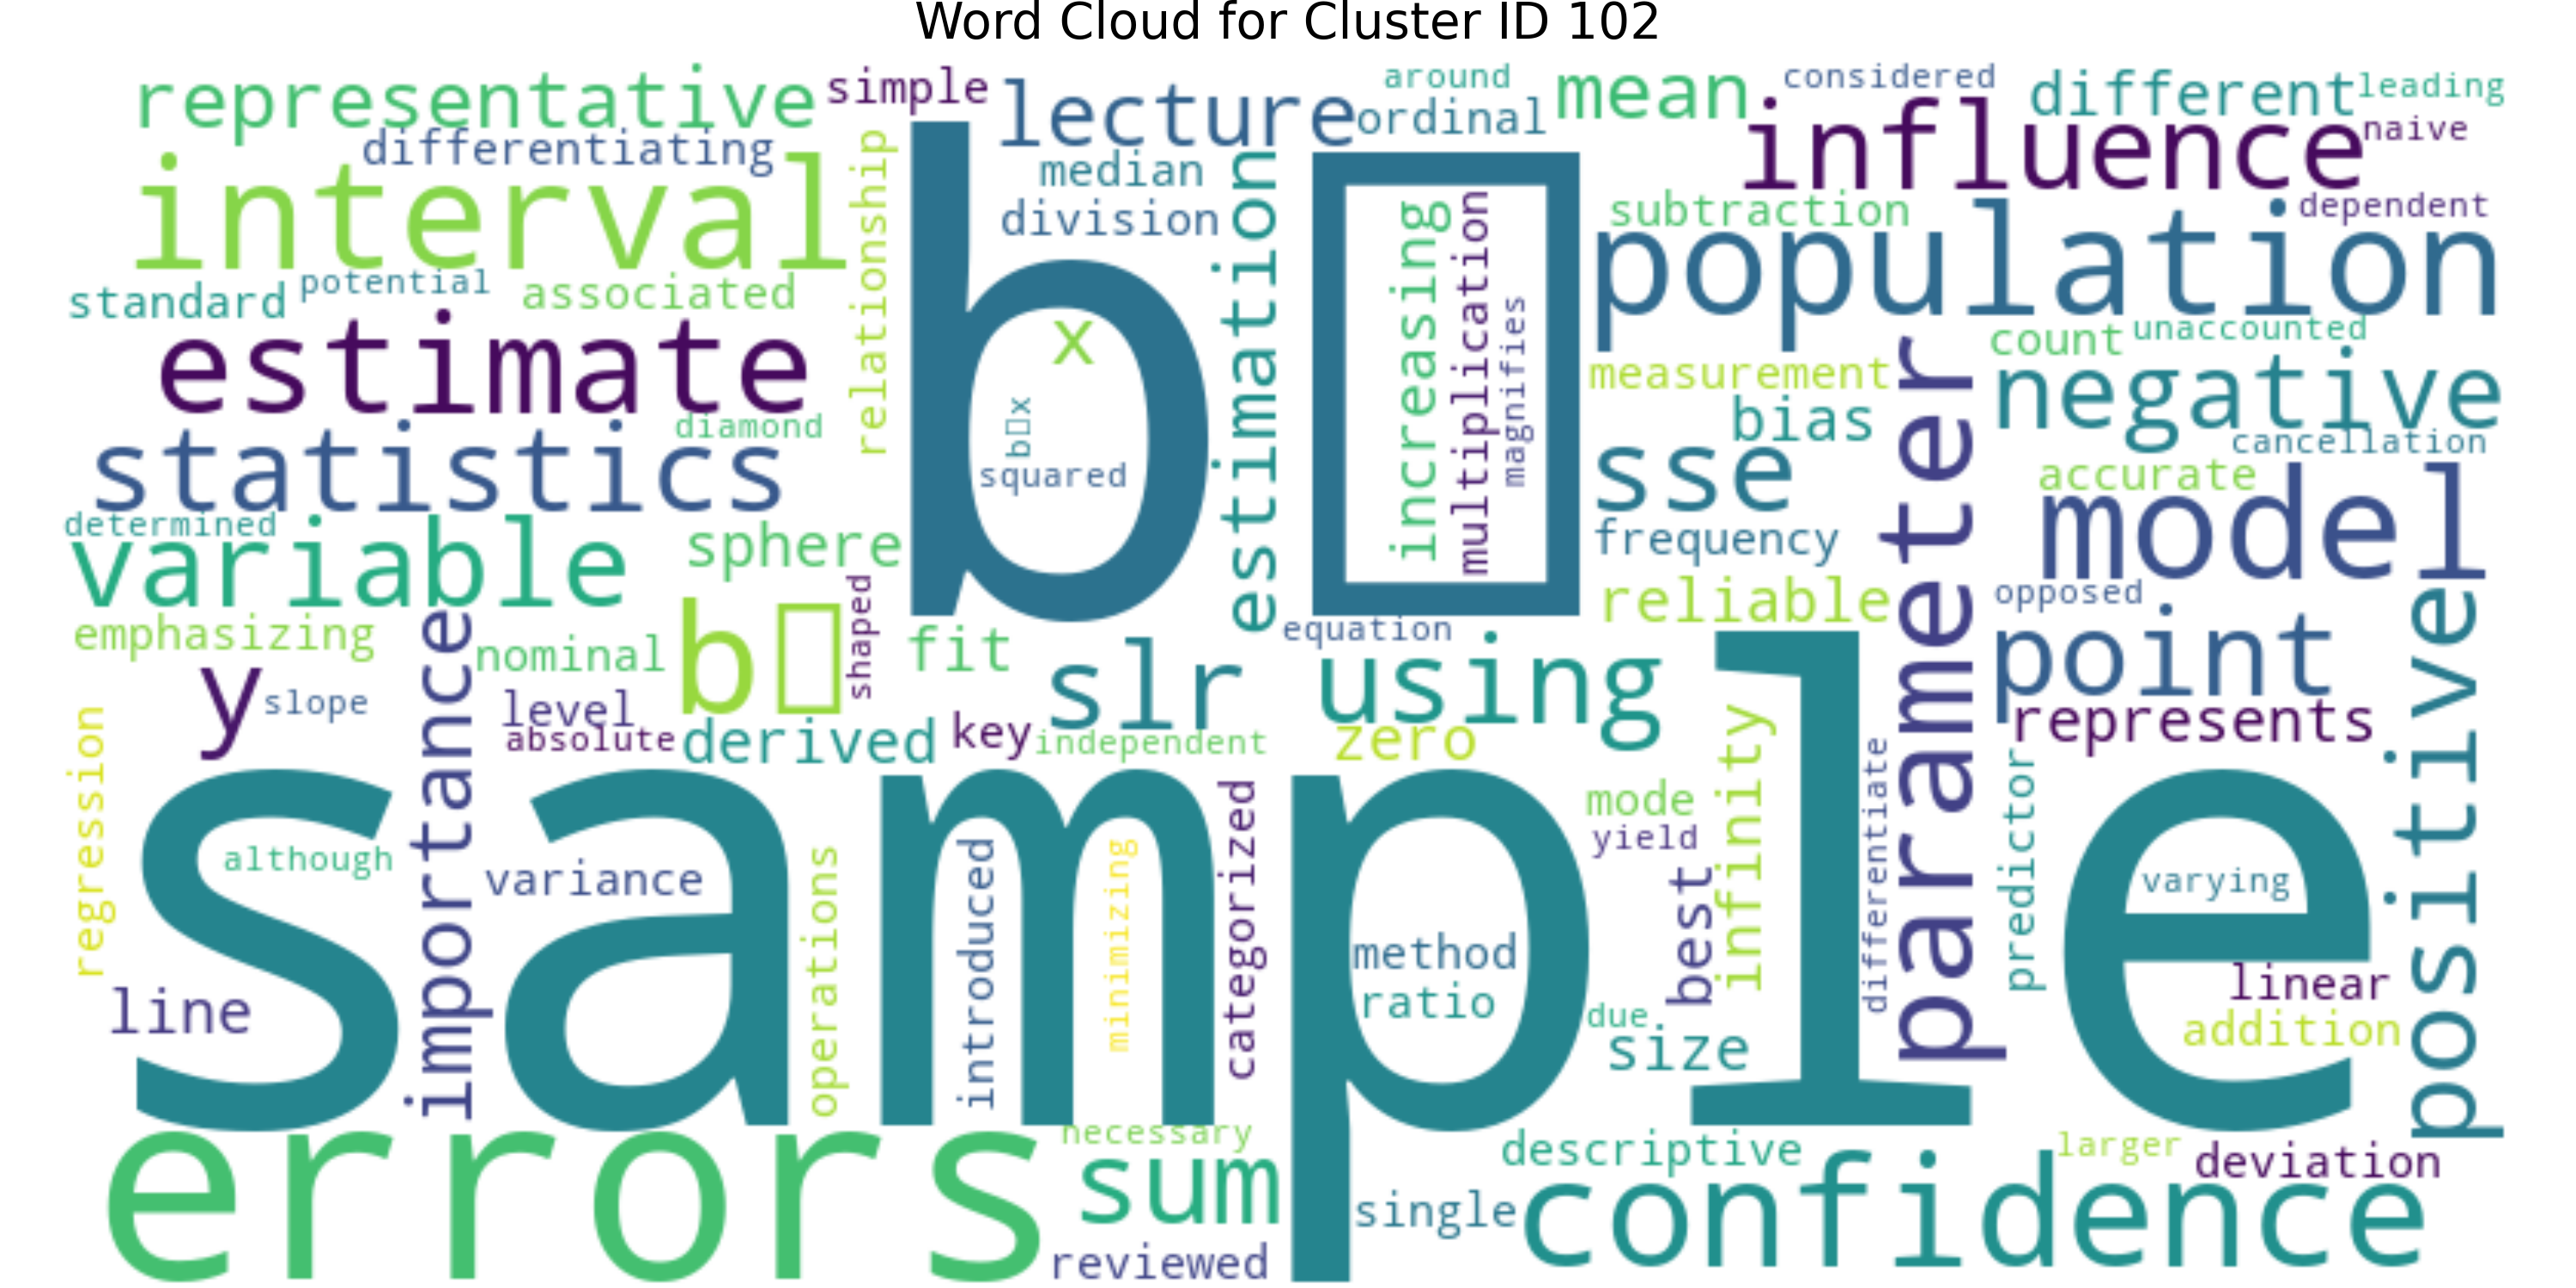 Word Cloud for Cluster ID 102
representative
simple
lecture
around
ordinal
mean
considered
different
leading
differentiating
influence
naive
interval
relationship
median
division
estimation
b□
increasing
multiplication
magnifies
subtraction
dependent
population
standard
potential
associated
x
estimate
b□x
squared
measurement
count
unaccounted
negative
parameter
bias
diamond
statistics
sse
cancellation
accurate
model
determined
variable
sphere
frequency
reliable
opposed
emphasizing
nominal
b□
shaped
fit
slr
equation
using
point
positive
y
slope
importance
level
absolute
derived
key
independent
zero
represents
regression
sample
although
variance
operations
introduced
minimizing
categorized
method
ratio
mode
yield
best
infinity
differentiate
predictor
varying
line
due
size
linear
addition
errors
necessary
sum
reviewed
single
descriptive
larger
deviation
confidence